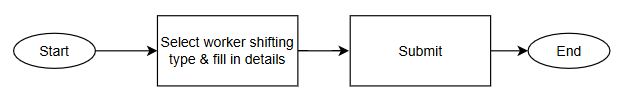 Start
Select worker shifting
type & fill in details
Submit
End